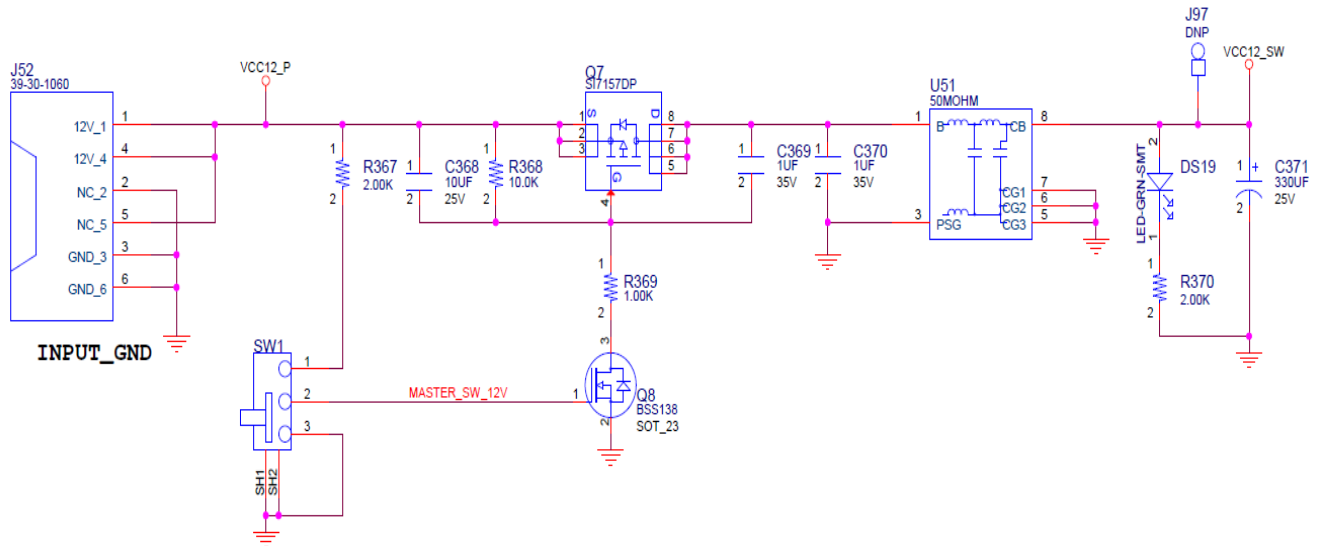 J52
39-30-1060
12V_1
1
12V_4
4
NC_2
2
NC_5
5
GND_3
3
GND_6
6
INPUT_GND
VCC12_P
1
R367
2.00K
2
1
C368
10UF
2
25V
1
R368
10.0K
2
Q7
SI7157DP
S
D
G
1
2
3
8
7
6
5
4
1
C369
1UF
2
35V
1
C370
1UF
2
35V
U51
50MOHM
1
B
CB
8
3
PSG
CG1
7
CG2
6
CG3
5
J97
DNP
VCC12_SW
2
DS19
LED-GRN-SMT
1
1
R370
2.00K
2
1
+
C371
330UF
2
25V
1
R369
1.00K
2
SW1
1
2
3
SH1
SH2
MASTER_SW_12V
3
1
2
Q8
BSS138
SOT_23